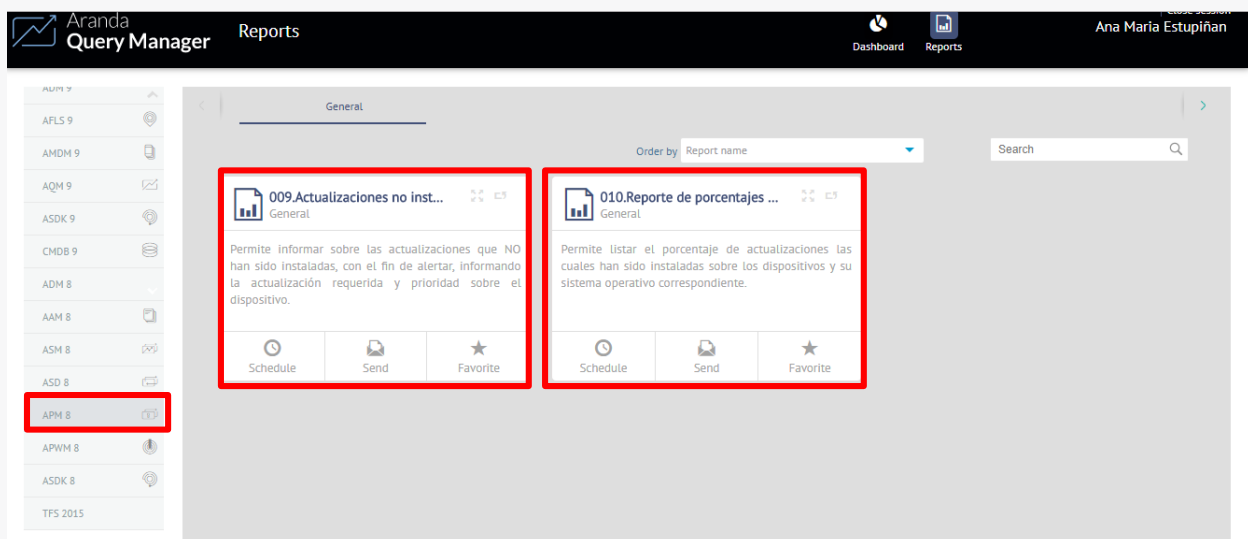 Aranda
Query Manager
Reports
Dashboard
Reports
Close session
Ana Maria Estupiñan
ADM 9
AFLS 9
AMDM 9
AQM 9
ASDK 9
CMDB 9
ADM 8
AAM 8
ASM 8
ASD 8
APM 8
APWM 8
ASDK 8
TFS 2015
General
Order by
Report name
Search
009.Actualizaciones no inst...
General
Permite informar sobre las actualizaciones que NO
han sido instaladas, con el fin de alertar, informando
la actualización requerida y prioridad sobre el
dispositivo.
Schedule
Send
Favorite
010.Reporte de porcentajes ...
General
Permite listar el porcentaje de actualizaciones las
cuales han sido instaladas sobre los dispositivos y su
sistema operativo correspondiente.
Schedule
Send
Favorite